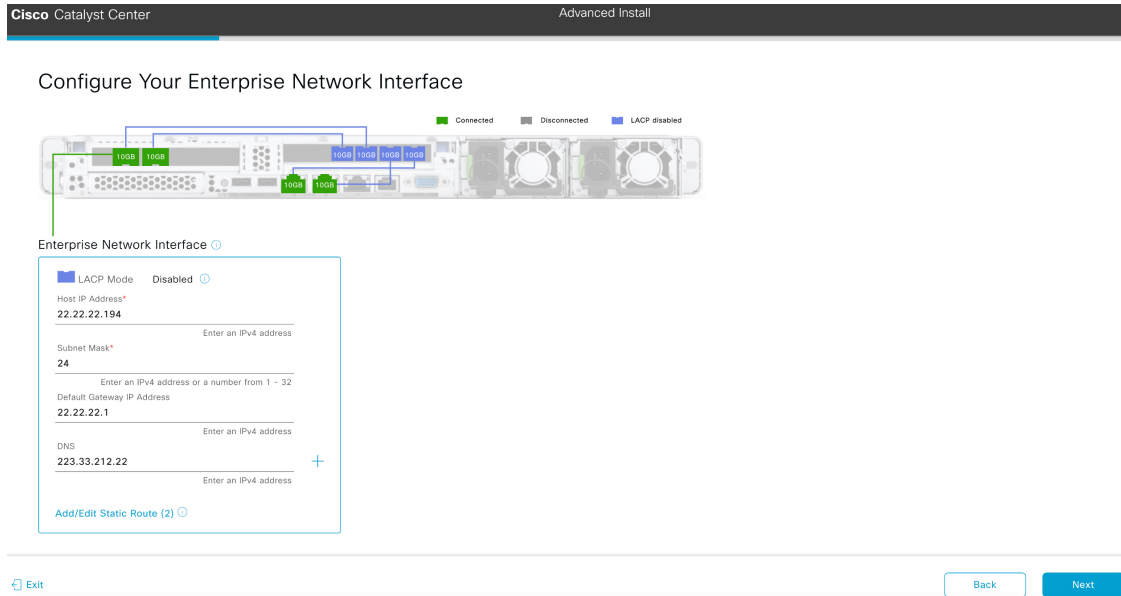 Cisco Catalyst Center
Advanced Install
Configure Your Enterprise Network Interface
Connected Disconnected LACP disabled
10GB 10GB 10GB 10GB 10GB 10GB
10GB 10GB
Enterprise Network Interface
LACP Mode Disabled
Host IP Address*
22.22.22.194
Enter an IPv4 address
Subnet Mask*
24
Enter an IPv4 address or a number from 1 - 32
Default Gateway IP Address
22.22.22.1
Enter an IPv4 address
DNS
223.33.212.22
Enter an IPv4 address
Add/Edit Static Route (2)
Exit
Back
Next